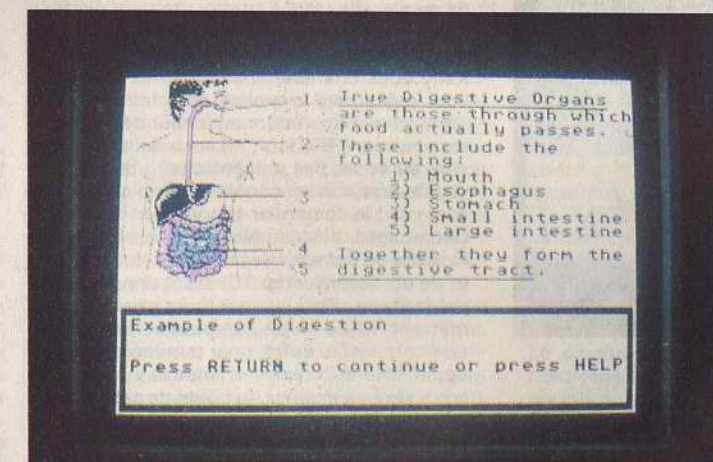 1 True Digestive Organs
are those through which
food actually passes.
2 These include the
following:
1) Mouth
2) Esophagus
3 3) Stomach
4) Small intestine
5) Large intestine
4 Together they form the
5 digestive tract.
Example of Digestion
Press RETURN to continue or press HELP